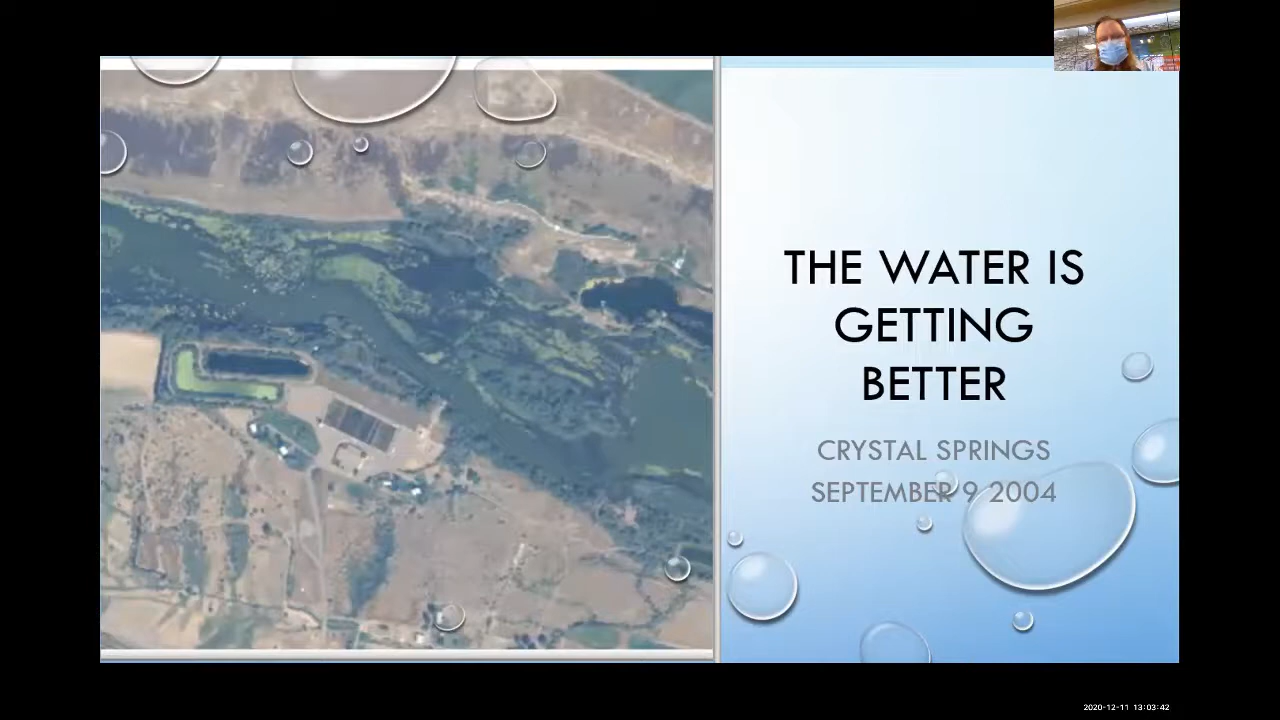 THE WATER IS
GETTING
BETTER
CRYSTAL SPRINGS
SEPTEMBER 9 2004
2020-12-11 13:03:42